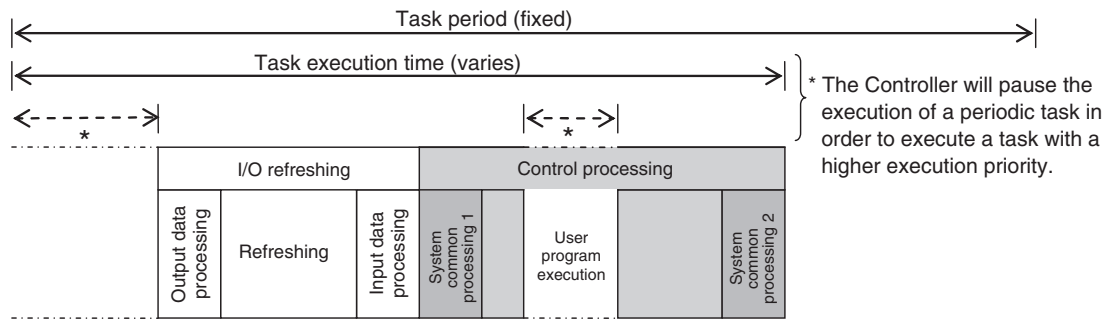 Task period (fixed)
Task execution time (varies)
* The Controller will pause the
execution of a periodic task in
order to execute a task with a
higher execution priority.
*
*
I/O refreshing
Control processing
Output data
processing
Refreshing
Input data
processing
System
common
processing 1
User
program
execution
System
common
processing 2